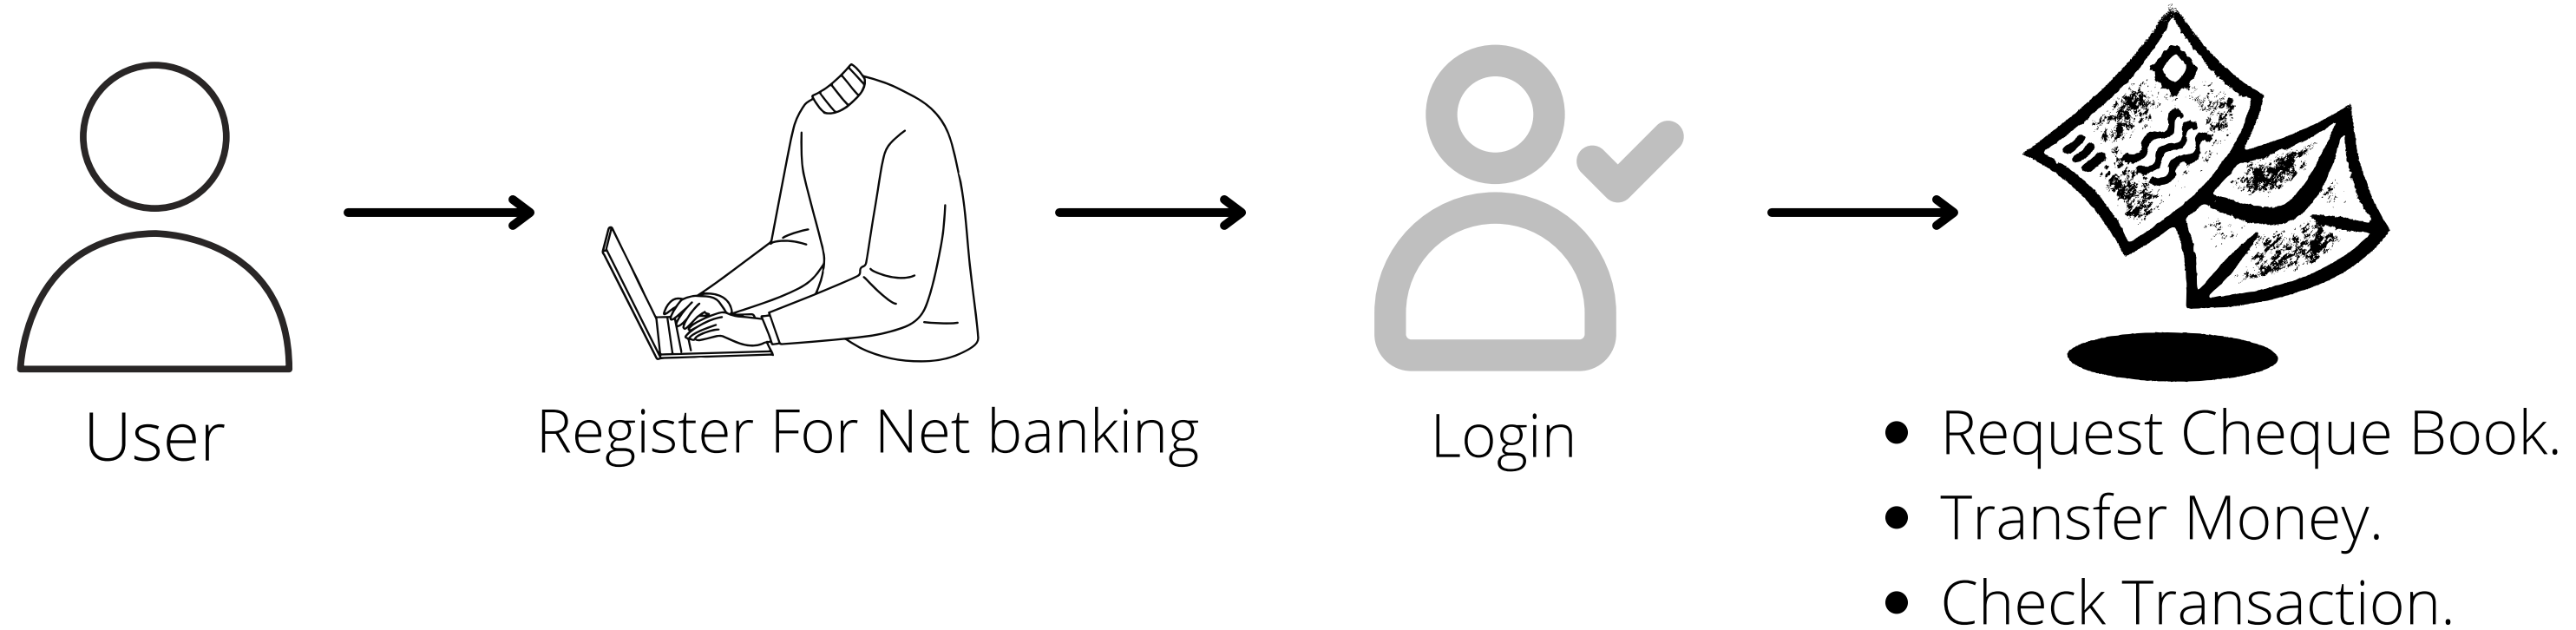 User
Register For Net banking
Login
• Request Cheque Book.
• Transfer Money.
• Check Transaction.